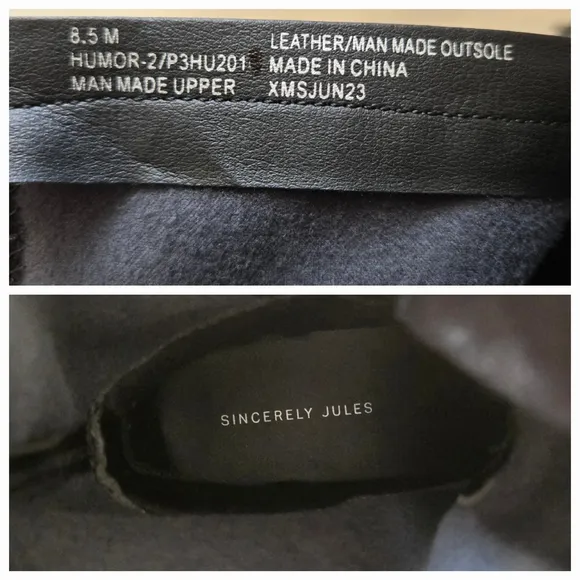 8.5 M
HUMOR-2/P3HU201
MAN MADE UPPER
LEATHER/MAN MADE OUTSOLE
MADE IN CHINA
XMSJUN23
SINCERELY JULES